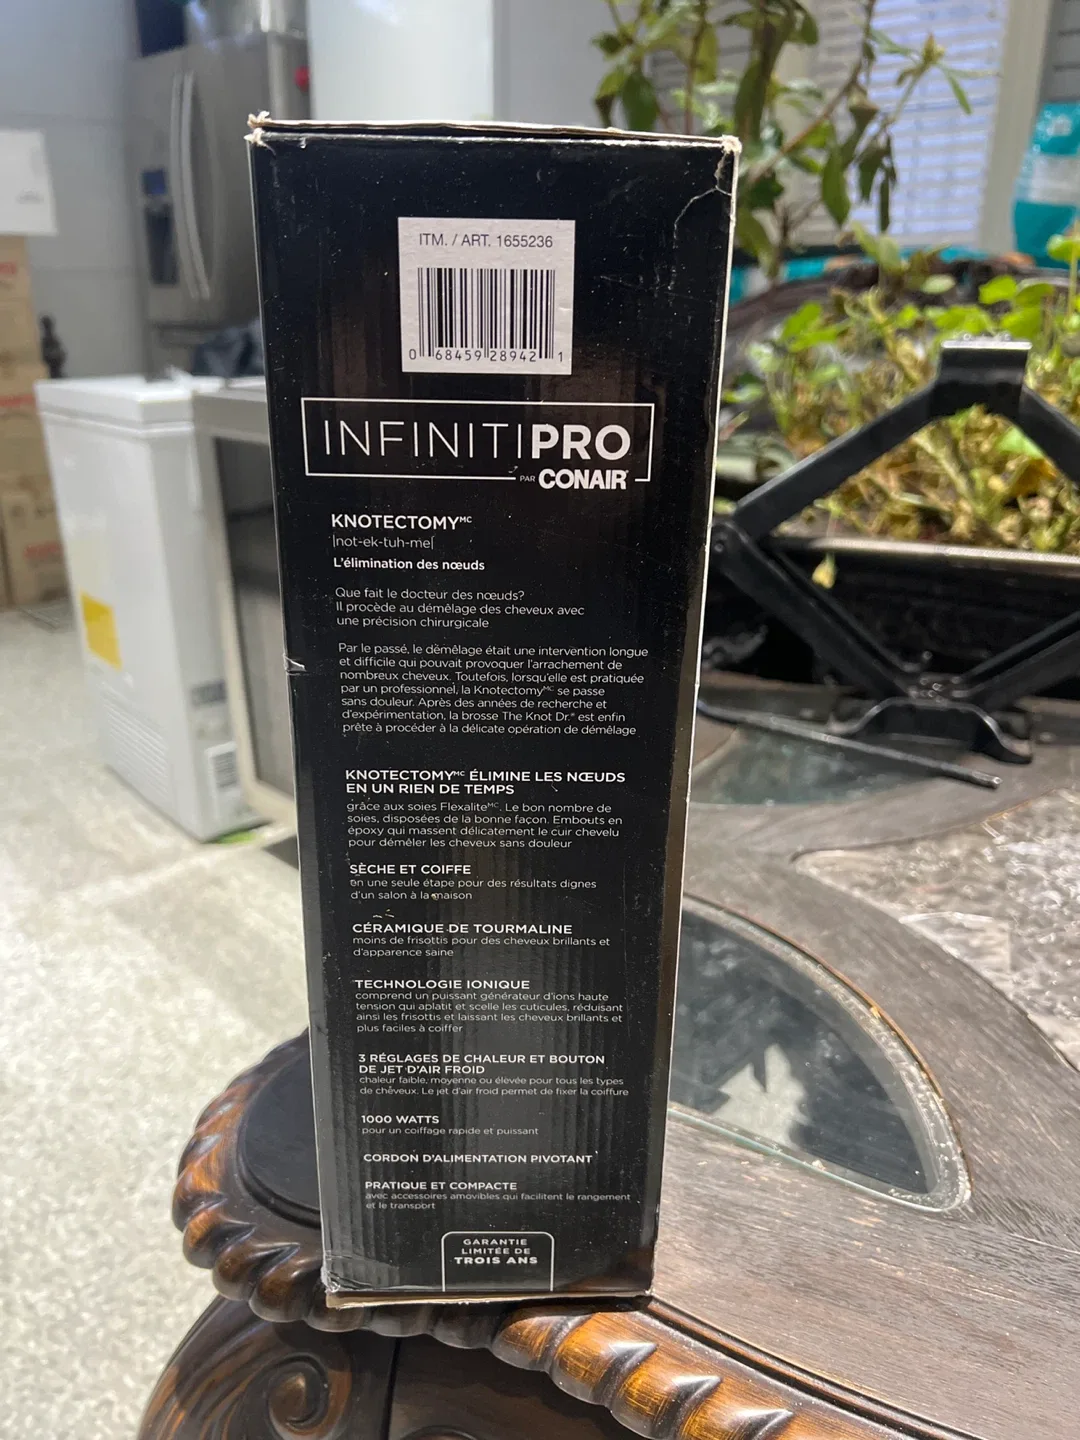 ITM. / ART. 1655236
0 68459 28942 1
INFINITIPRO
PAR CONAIR
KNOTECTOMYMC
|not-ek-tuh-me|
L'élimination des nœuds
Que fait le docteur des nœuds?
Il procède au démêlage des cheveux avec
une précision chirurgicale
Par le passé, le démêlage était une intervention longue
et difficile qui pouvait provoquer l'arrachement de
nombreux cheveux. Toutefois, lorsqu'elle est pratiquée
par un professionnel, la KnotectomyMC se passe
sans douleur. Après des années de recherche et
d'expérimentation, la brosse The Knot Dr.® est enfin
prête à procéder à la délicate opération de démêlage
KNOTECTOMYMC ÉLIMINE LES NŒUDS
EN UN RIEN DE TEMPS
grâce aux soies FlexaliteMC. Le bon nombre de
soies, disposées de la bonne façon. Embouts en
époxy qui massent délicatement le cuir chevelu
pour démêler les cheveux sans douleur
SÈCHE ET COIFFE
en une seule étape pour des résultats dignes
d'un salon à la maison
CÉRAMIQUE DE TOURMALINE
moins de frisottis pour des cheveux brillants et
d'apparence saine
TECHNOLOGIE IONIQUE
comprend un puissant générateur d'ions haute
tension qui aplatit et scelle les cuticules, réduisant
ainsi les frisottis et laissant les cheveux brillants et
plus faciles à coiffer
3 RÉGLAGES DE CHALEUR ET BOUTON
DE JET D'AIR FROID
chaleur faible, moyenne ou élevée pour tous les types
de cheveux. Le jet d'air froid permet de fixer la coiffure
1000 WATTS
pour un coiffage rapide et puissant
CORDON D'ALIMENTATION PIVOTANT
PRATIQUE ET COMPACTE
avec accessoires amovibles qui facilitent le rangement
et le transport
GARANTIE
LIMITÉE DE
TROIS ANS